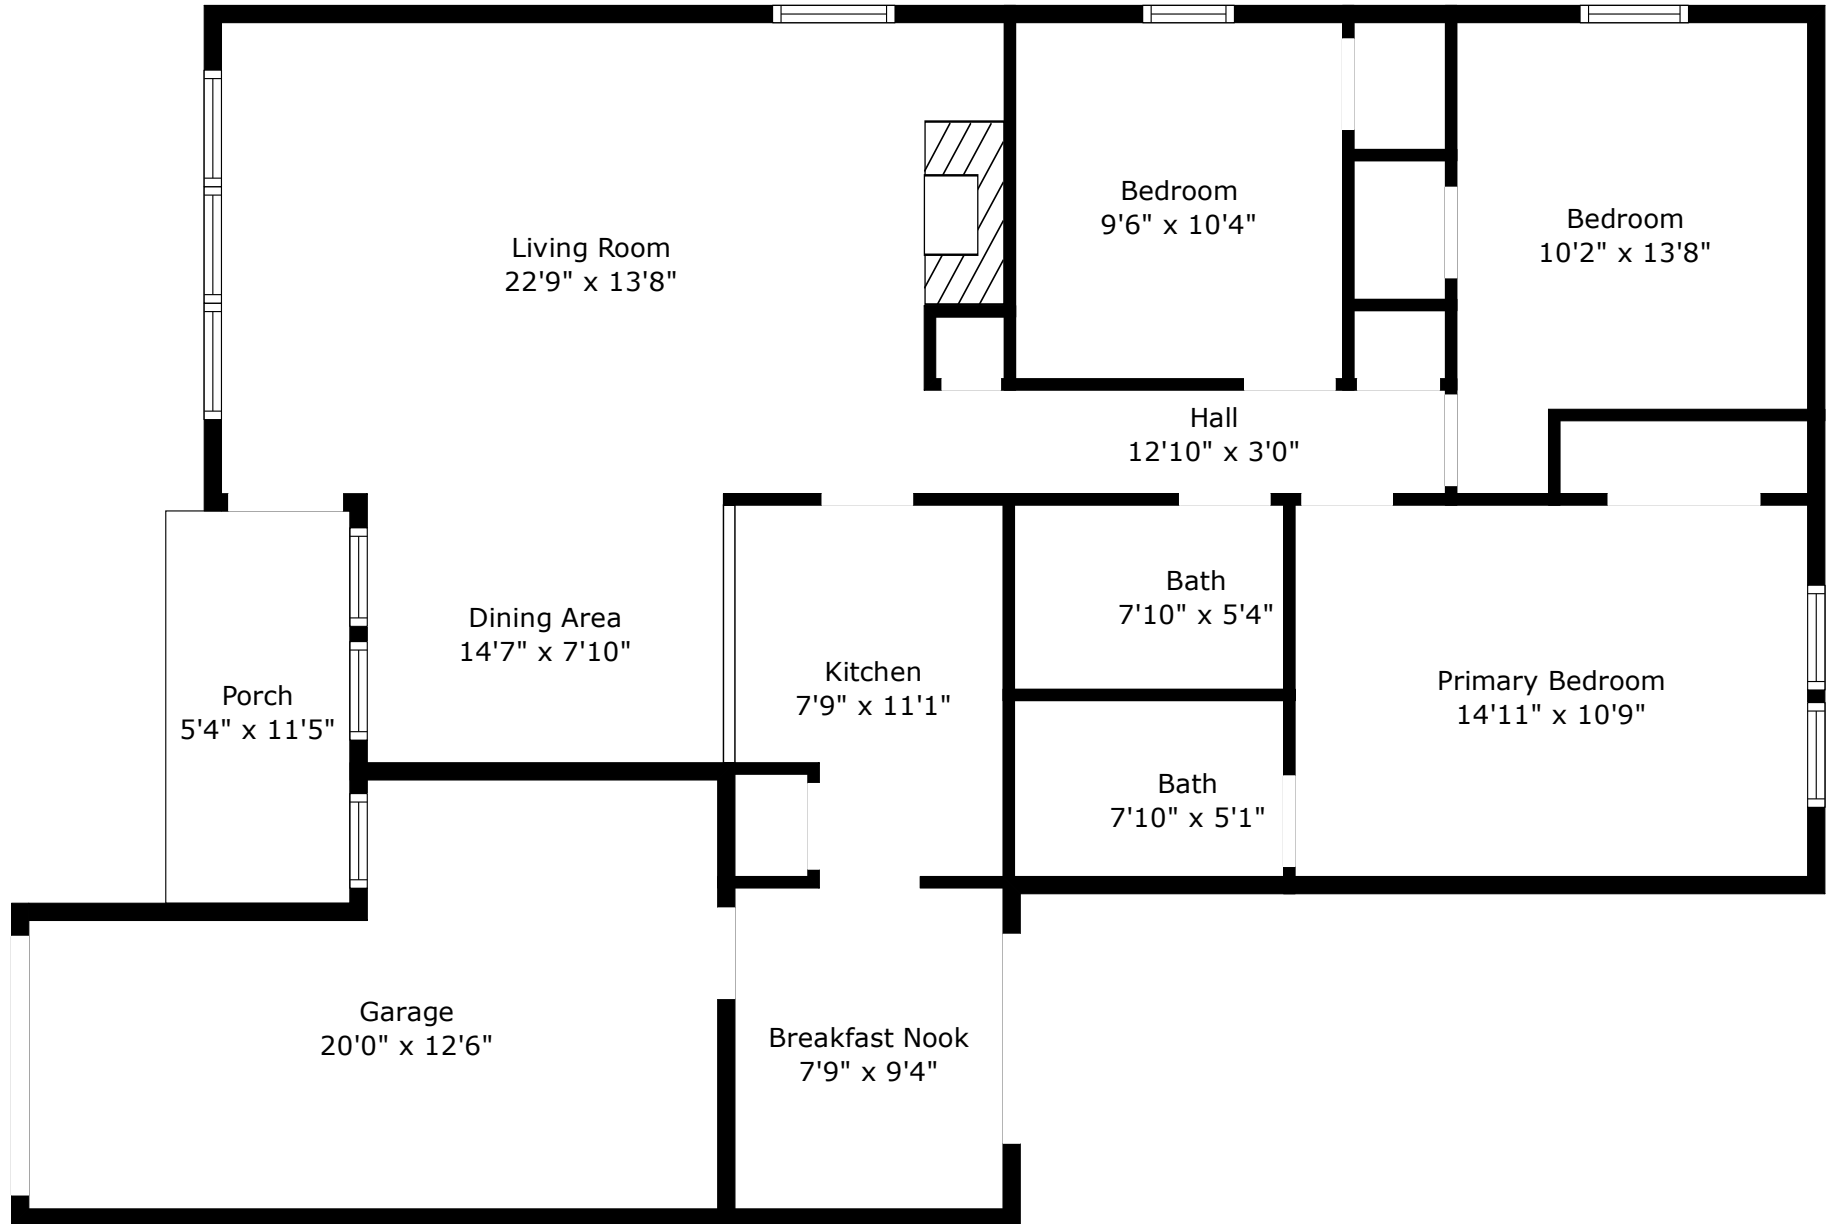 Bedroom
9'6" x 10'4"
Bedroom
10'2" x 13'8"
Living Room
22'9" x 13'8"
Hall
12'10" x 3'0"
Bath
7'10" x 5'4"
Dining Area
14'7" x 7'10"
Kitchen
7'9" x 11'1"
Primary Bedroom
14'11" x 10'9"
Porch
5'4" x 11'5"
Bath
7'10" x 5'1"
Garage
20'0" x 12'6"
Breakfast Nook
7'9" x 9'4"